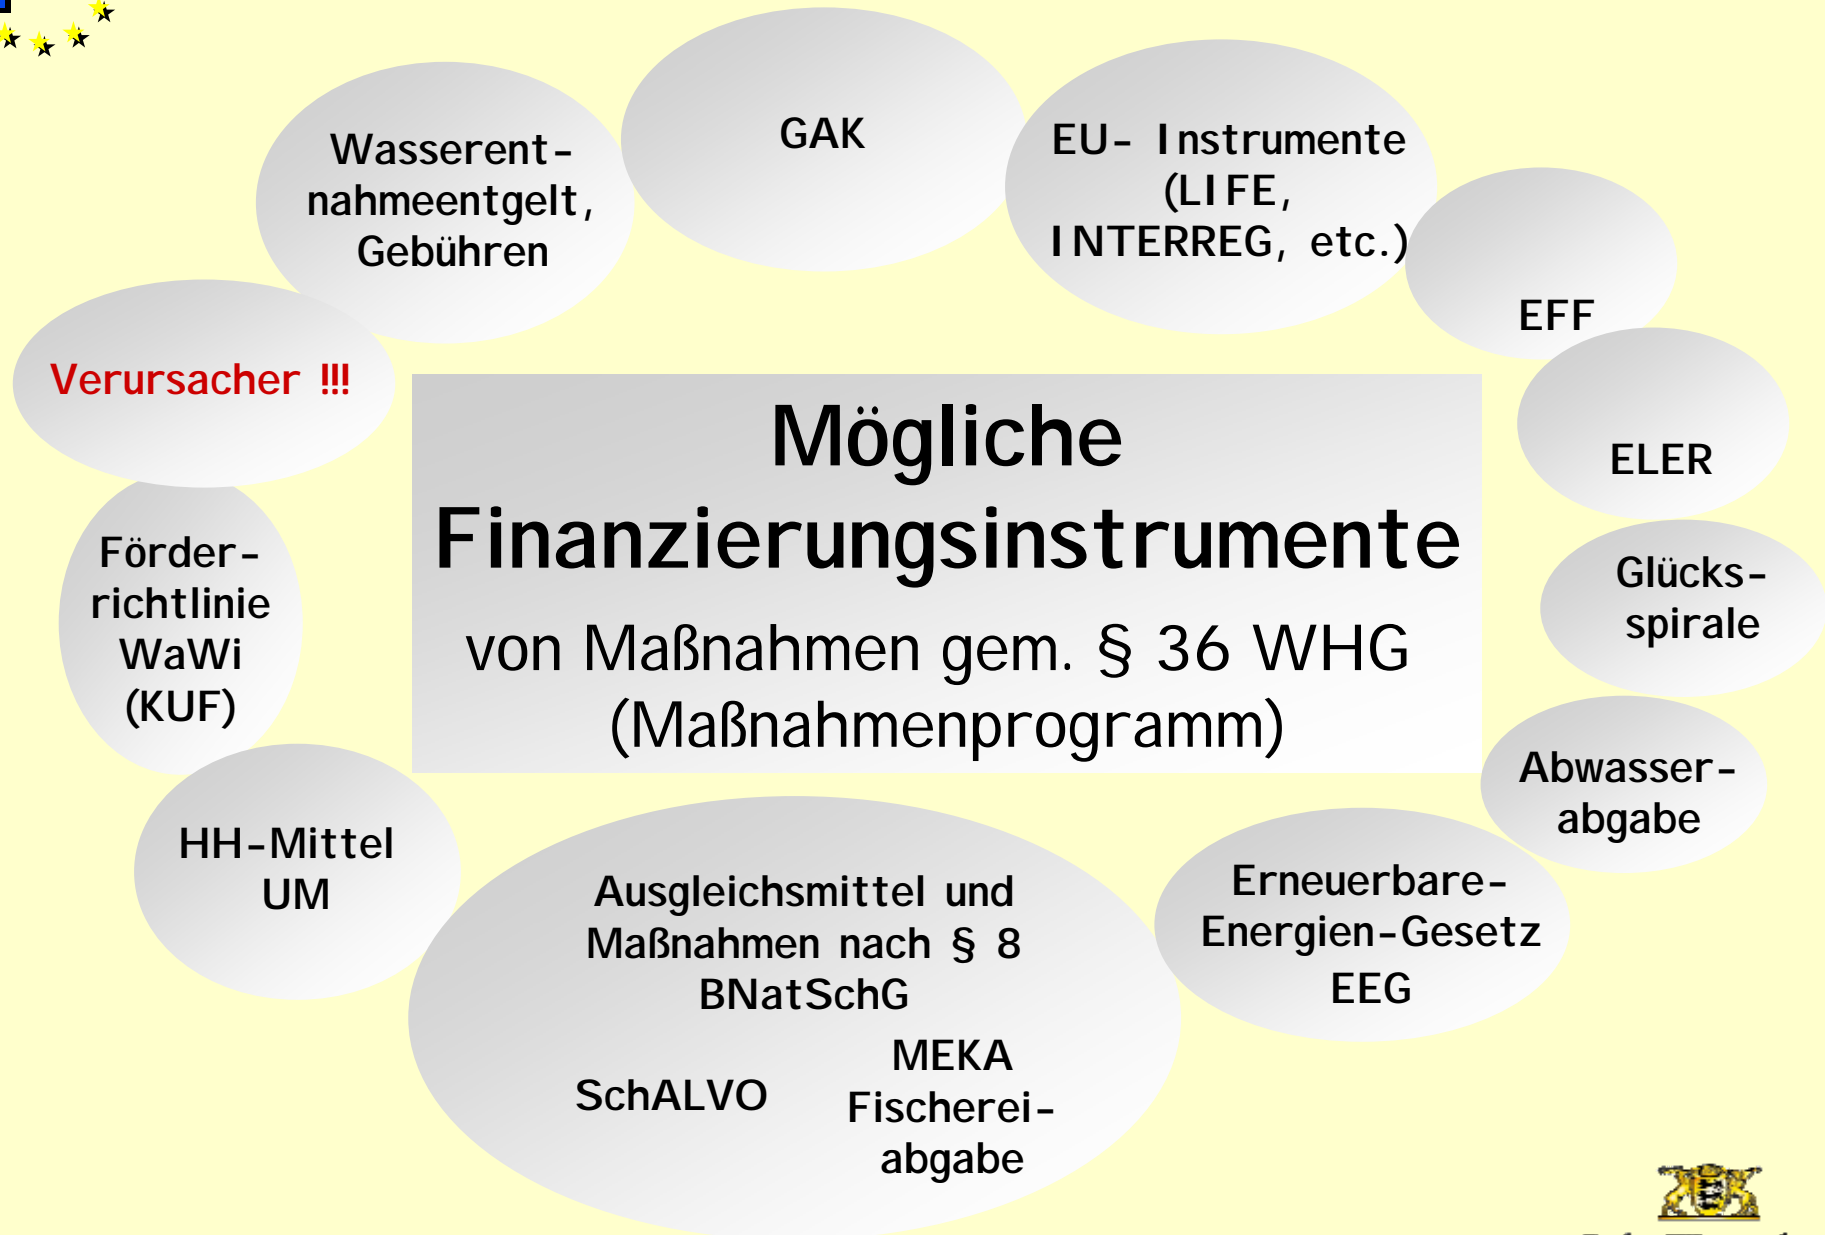 GAK
EU- Instrumente
(LIFE,
INTERREG, etc.)
Wasserent-
nahmeentgelt,
Gebühren
EFF
Verursacher !!!
Mögliche
Finanzierungsinstrumente
von Maßnahmen gem. § 36 WHG
(Maßnahmenprogramm)
ELER
Förder-
richtlinie
WaWi
(KUF)
Glücks-
spirale
Abwasser-
abgabe
HH-Mittel
UM
Ausgleichsmittel und
Maßnahmen nach § 8
BNatSchG
SchALVO
MEKA
Fischerei-
abgabe
Erneuerbare-
Energien-Gesetz
EEG